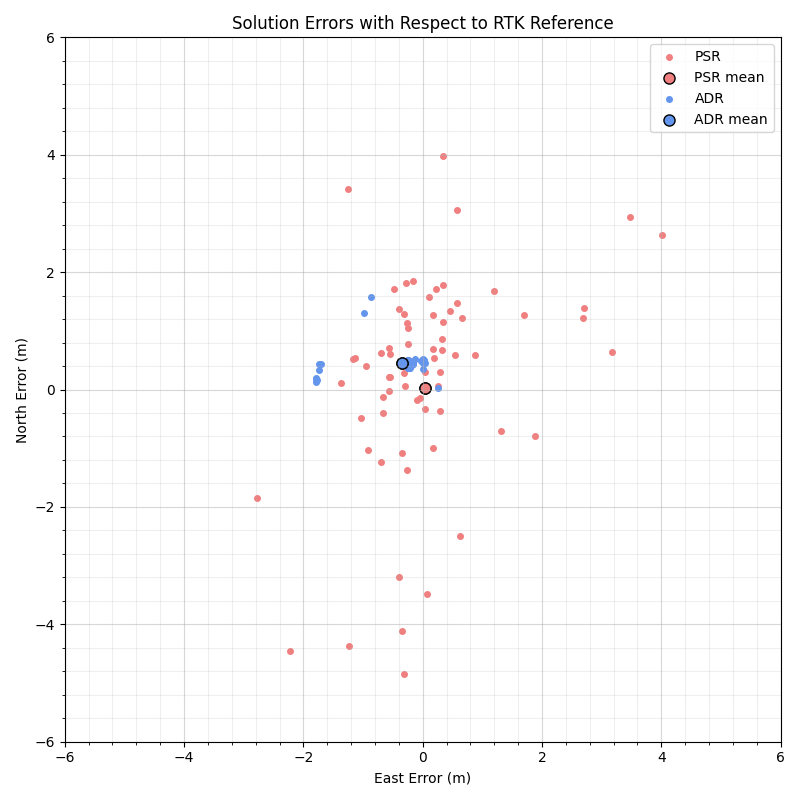 Solution Errors with Respect to RTK Reference
PSR
PSR mean
ADR
ADR mean
North Error (m)
6
4
2
0
−2
−4
−6
−6
−4
−2
0
2
4
6
East Error (m)